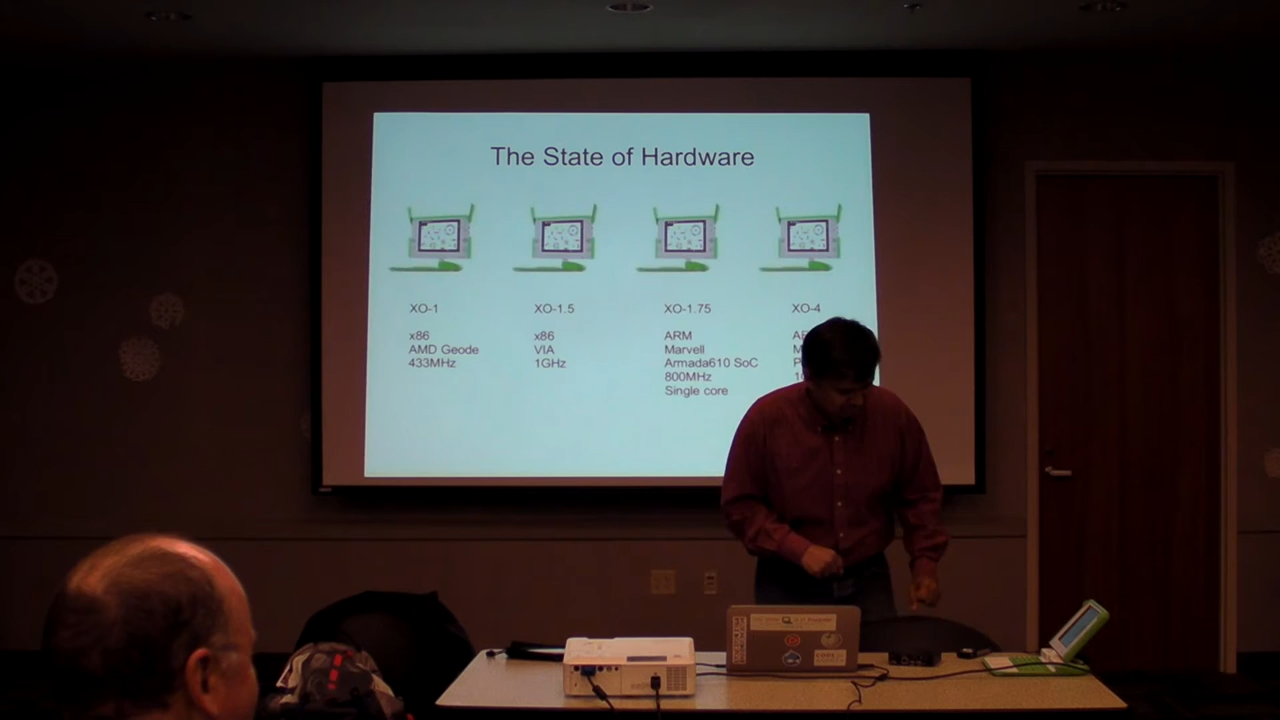 The State of Hardware
XO-1
XO-1.5
XO-1.75
XO-4
x86
AMD Geode
433MHz
x86
VIA
1GHz
ARM
Marvell
Armada610 SoC
800MHz
Single core